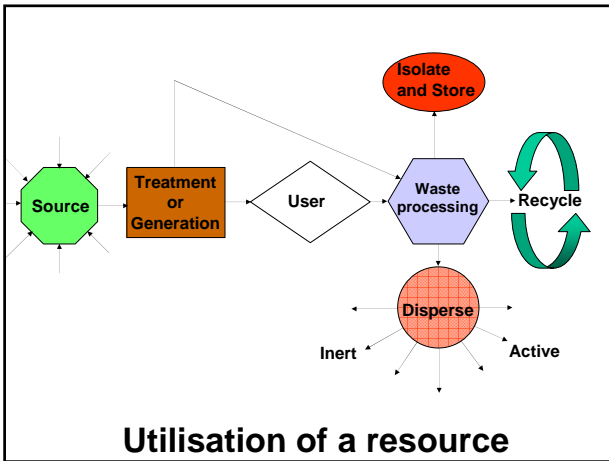 Isolate
and Store
Source
Treatment
or
Generation
User
Waste
processing
Recycle
Disperse
Inert
Active
Utilisation of a resource